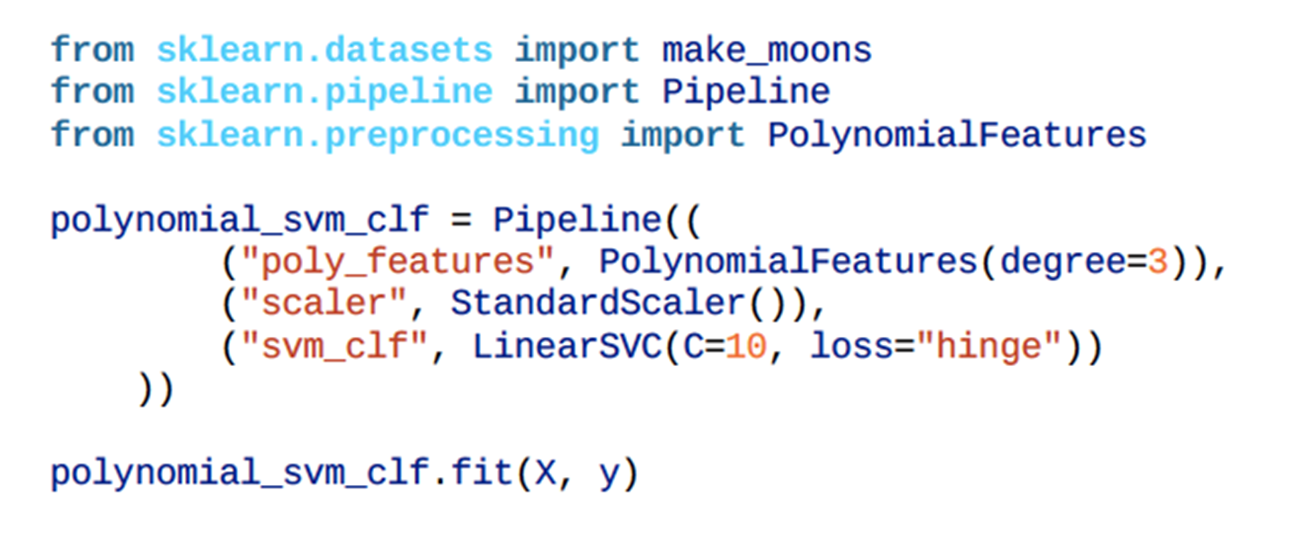 from sklearn.datasets import make_moons
from sklearn.pipeline import Pipeline
from sklearn.preprocessing import PolynomialFeatures

polynomial_svm_clf = Pipeline((
        ("poly_features", PolynomialFeatures(degree=3)),
        ("scaler", StandardScaler()),
        ("svm_clf", LinearSVC(C=10, loss="hinge"))
    ))

polynomial_svm_clf.fit(X, y)